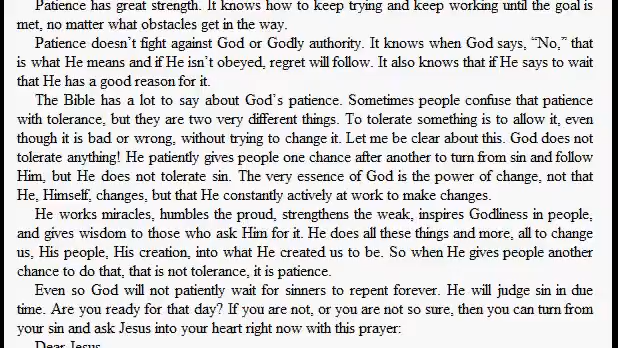 Patience has great strength. It knows how to keep trying and keep working until the goal is
met, no matter what obstacles get in the way.
Patience doesn't fight against God or Godly authority. It knows when God says, “No,” that
is what He means and if He isn't obeyed, regret will follow. It also knows that if He says to wait
that He has a good reason for it.
The Bible has a lot to say about God's patience. Sometimes people confuse that patience
with tolerance, but they are two very different things. To tolerate something is to allow it, even
though it is bad or wrong, without trying to change it. Let me be clear about this. God does not
tolerate anything! He patiently gives people one chance after another to turn from sin and follow
Him, but He does not tolerate sin. The very essence of God is the power of change, not that
He, Himself, changes, but that He constantly actively at work to make changes.
He works miracles, humbles the proud, strengthens the weak, inspires Godliness in people,
and gives wisdom to those who ask Him for it. He does all these things and more, all to change
us, His people, His creation, into what He created us to be. So when He gives people another
chance to do that, that is not tolerance, it is patience.
Even so God will not patiently wait for sinners to repent forever. He will judge sin in due
time. Are you ready for that day? If you are not, or you are not so sure, then you can turn from
your sin and ask Jesus into your heart right now with this prayer:
Dear Jesus